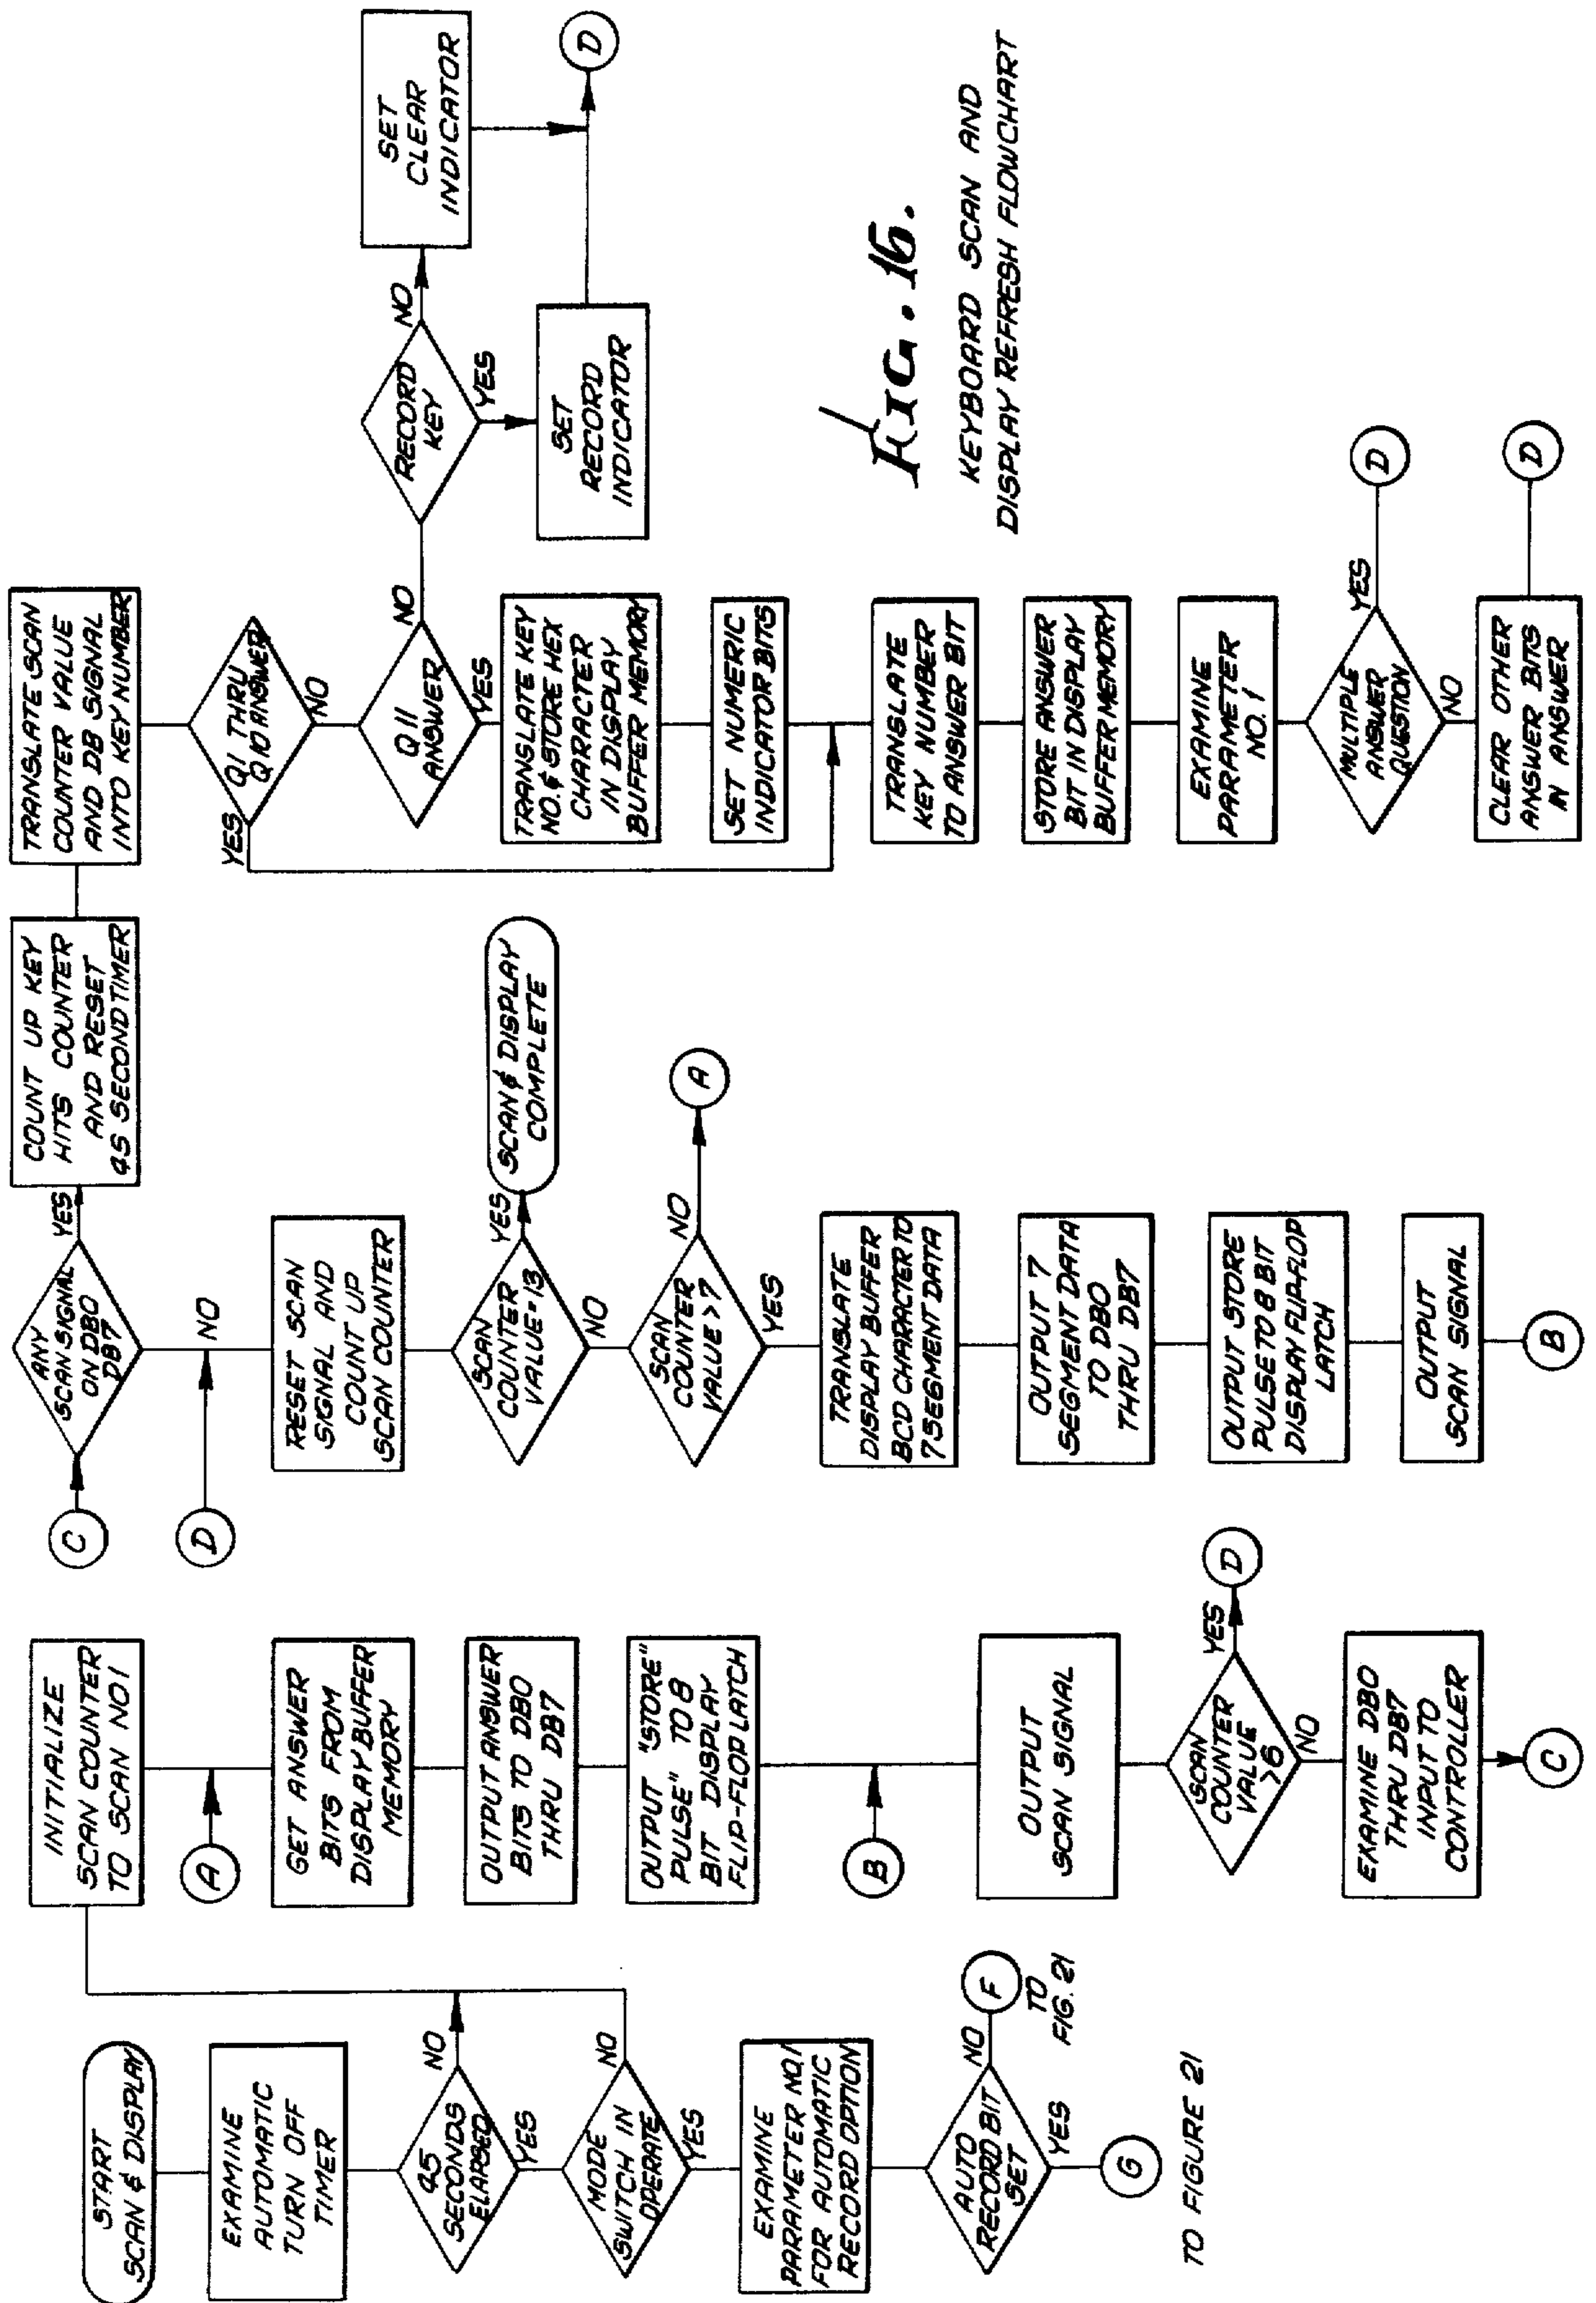 START
SCAN & DISPLAY
EXAMINE
AUTOMATIC
TURN OFF
TIMER
45
SECONDS
ELAPSED
NO
YES
MODE
SWITCH IN
OPERATE
NO
YES
EXAMINE
PARAMETER NO.1
FOR AUTOMATIC
RECORD OPTION
AUTO
RECORD BIT
SET
NO
F
TO
FIG. 21
YES
G
TO FIGURE 21
INITIALIZE
SCAN COUNTER
TO SCAN NO1
A
GET ANSWER
BITS FROM
DISPLAY BUFFER
MEMORY
OUTPUT ANSWER
BITS TO DB0
THRU DB7
OUTPUT "STORE"
PULSE" TO 8
BIT DISPLAY
FLIP-FLOP LATCH
B
OUTPUT
SCAN SIGNAL
SCAN
COUNTER
VALUE
>6
YES
D
NO
EXAMINE DB0
THRU DB7
INPUT TO
CONTROLLER
C
C
ANY
SCAN SIGNAL
ON DB0
DB7
YES
D
NO
RESET SCAN
SIGNAL AND
COUNT UP
SCAN COUNTER
SCAN
COUNTER
VALUE=13
YES
SCAN & DISPLAY
COMPLETE
NO
SCAN
COUNTER
VALUE >7
NO
A
YES
TRANSLATE
DISPLAY BUFFER
BCD CHARACTER TO
7 SEGMENT DATA
OUTPUT 7
SEGMENT DATA
TO DB0
THRU DB7
OUTPUT STORE
PULSE TO 8 BIT
DISPLAY FLIP-FLOP
LATCH
OUTPUT
SCAN SIGNAL
B
COUNT UP KEY
HITS COUNTER
AND RESET
45 SECOND TIMER
TRANSLATE SCAN
COUNTER VALUE
AND DB SIGNAL
INTO KEY NUMBER
Q1 THRU
Q10 ANSWER
YES
NO
Q11
ANSWER
NO
YES
RECORD
KEY
NO
SET
CLEAR
INDICATOR
YES
SET
RECORD
INDICATOR
D
TRANSLATE KEY
NO. & STORE HEX
CHARACTER
IN DISPLAY
BUFFER MEMORY
SET NUMERIC
INDICATOR BITS
TRANSLATE
KEY NUMBER
TO ANSWER BIT
STORE ANSWER
BIT IN DISPLAY
BUFFER MEMORY
EXAMINE
PARAMETER
NO.1
MULTIPLE
ANSWER
QUESTION
YES
D
NO
CLEAR OTHER
ANSWER BITS
IN ANSWER
D
FIG. 16.
KEYBOARD SCAN AND
DISPLAY REFRESH FLOWCHART